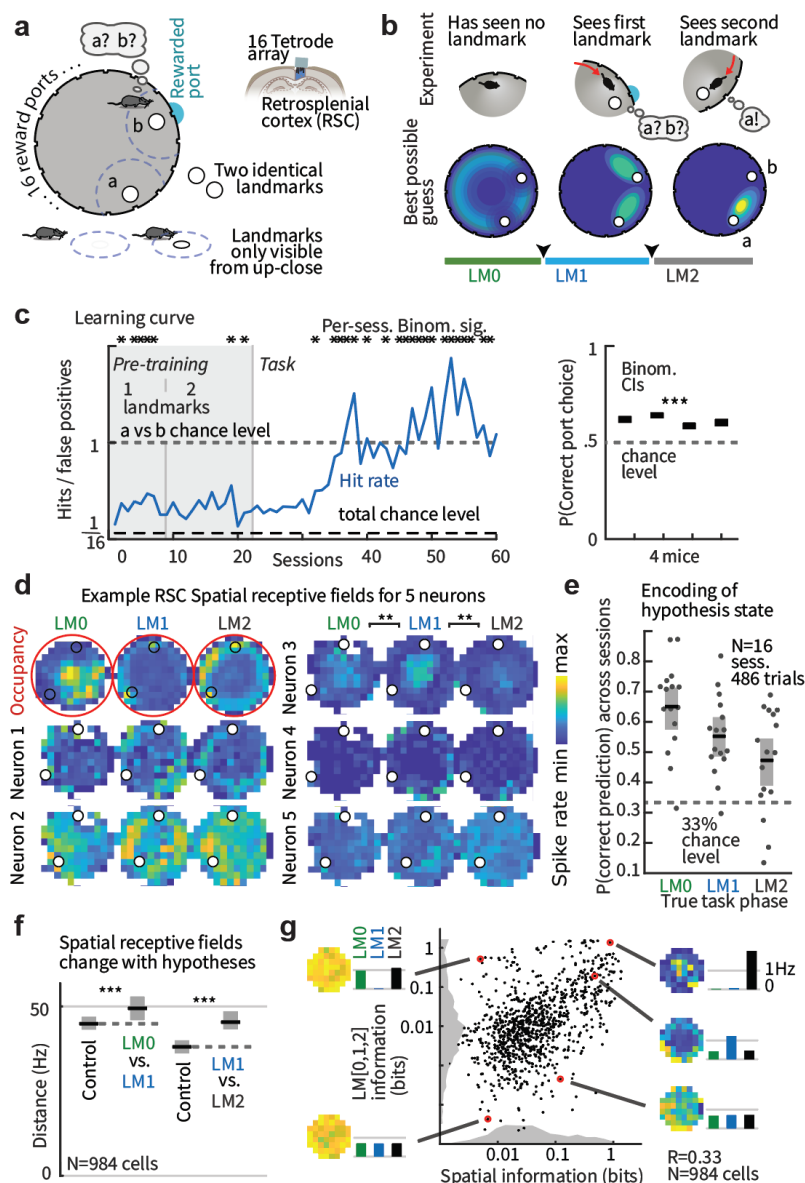 a
a? b?
16 reward ports ...
Rewarded
port
b
a
Two identical
landmarks
Landmarks
only visible
from up-close
16 Tetrode
array
Retrosplenial
cortex (RSC)
b
Has seen no
landmark
Sees first
landmark
Sees second
landmark
Experiment
a? b?
a!
Best possible
guess
b
a
LM0
LM1
LM2
c
Learning curve
Per-sess. Binom. sig.
* **** * * * **** * * ***** ***** **
Pre-training
Task
1
2
landmarks
a vs b chance level
Hits / false positives
1
1
16
Hit rate
total chance level
0
10
20
Sessions
40
50
60
P(Correct port choice)
1
.5
0
Binom.
CIs
***
chance
level
4 mice
d
Example RSC Spatial receptive fields for 5 neurons
LM0
LM1
LM2
Occupancy
Neuron 1
Neuron 2
LM0
**
LM1
**
LM2
Neuron 3
Neuron 4
Neuron 5
Spike rate min
max
e
Encoding of
hypothesis state
P(correct prediction) across sessions
0.8
0.7
0.6
0.5
0.4
0.3
0.2
0.1
N=16
sess.
486 trials
33%
chance
level
LM0
LM1
LM2
True task phase
f
Spatial receptive fields
change with hypotheses
Distance (Hz)
50
0
***
***
Control
LM0
vs.
LM1
Control
LM1
vs.
LM2
N=984 cells
g
LM0
LM1
LM2
1
0.1
0.01
LM[0,1,2]
information
(bits)
0.01
0.1
1
Spatial information (bits)
1Hz
0
R=0.33
N=984 cells